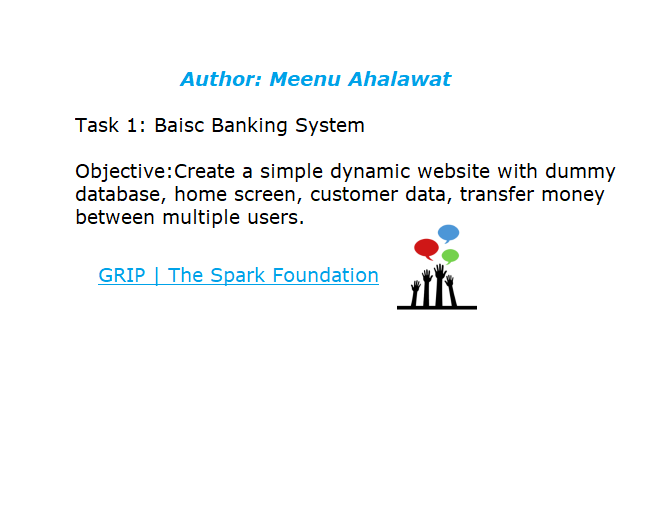 Author: Meenu Ahalawat
Task 1: Baisc Banking System
Objective:Create a simple dynamic website with dummy
database, home screen, customer data, transfer money
between multiple users.
GRIP | The Spark Foundation